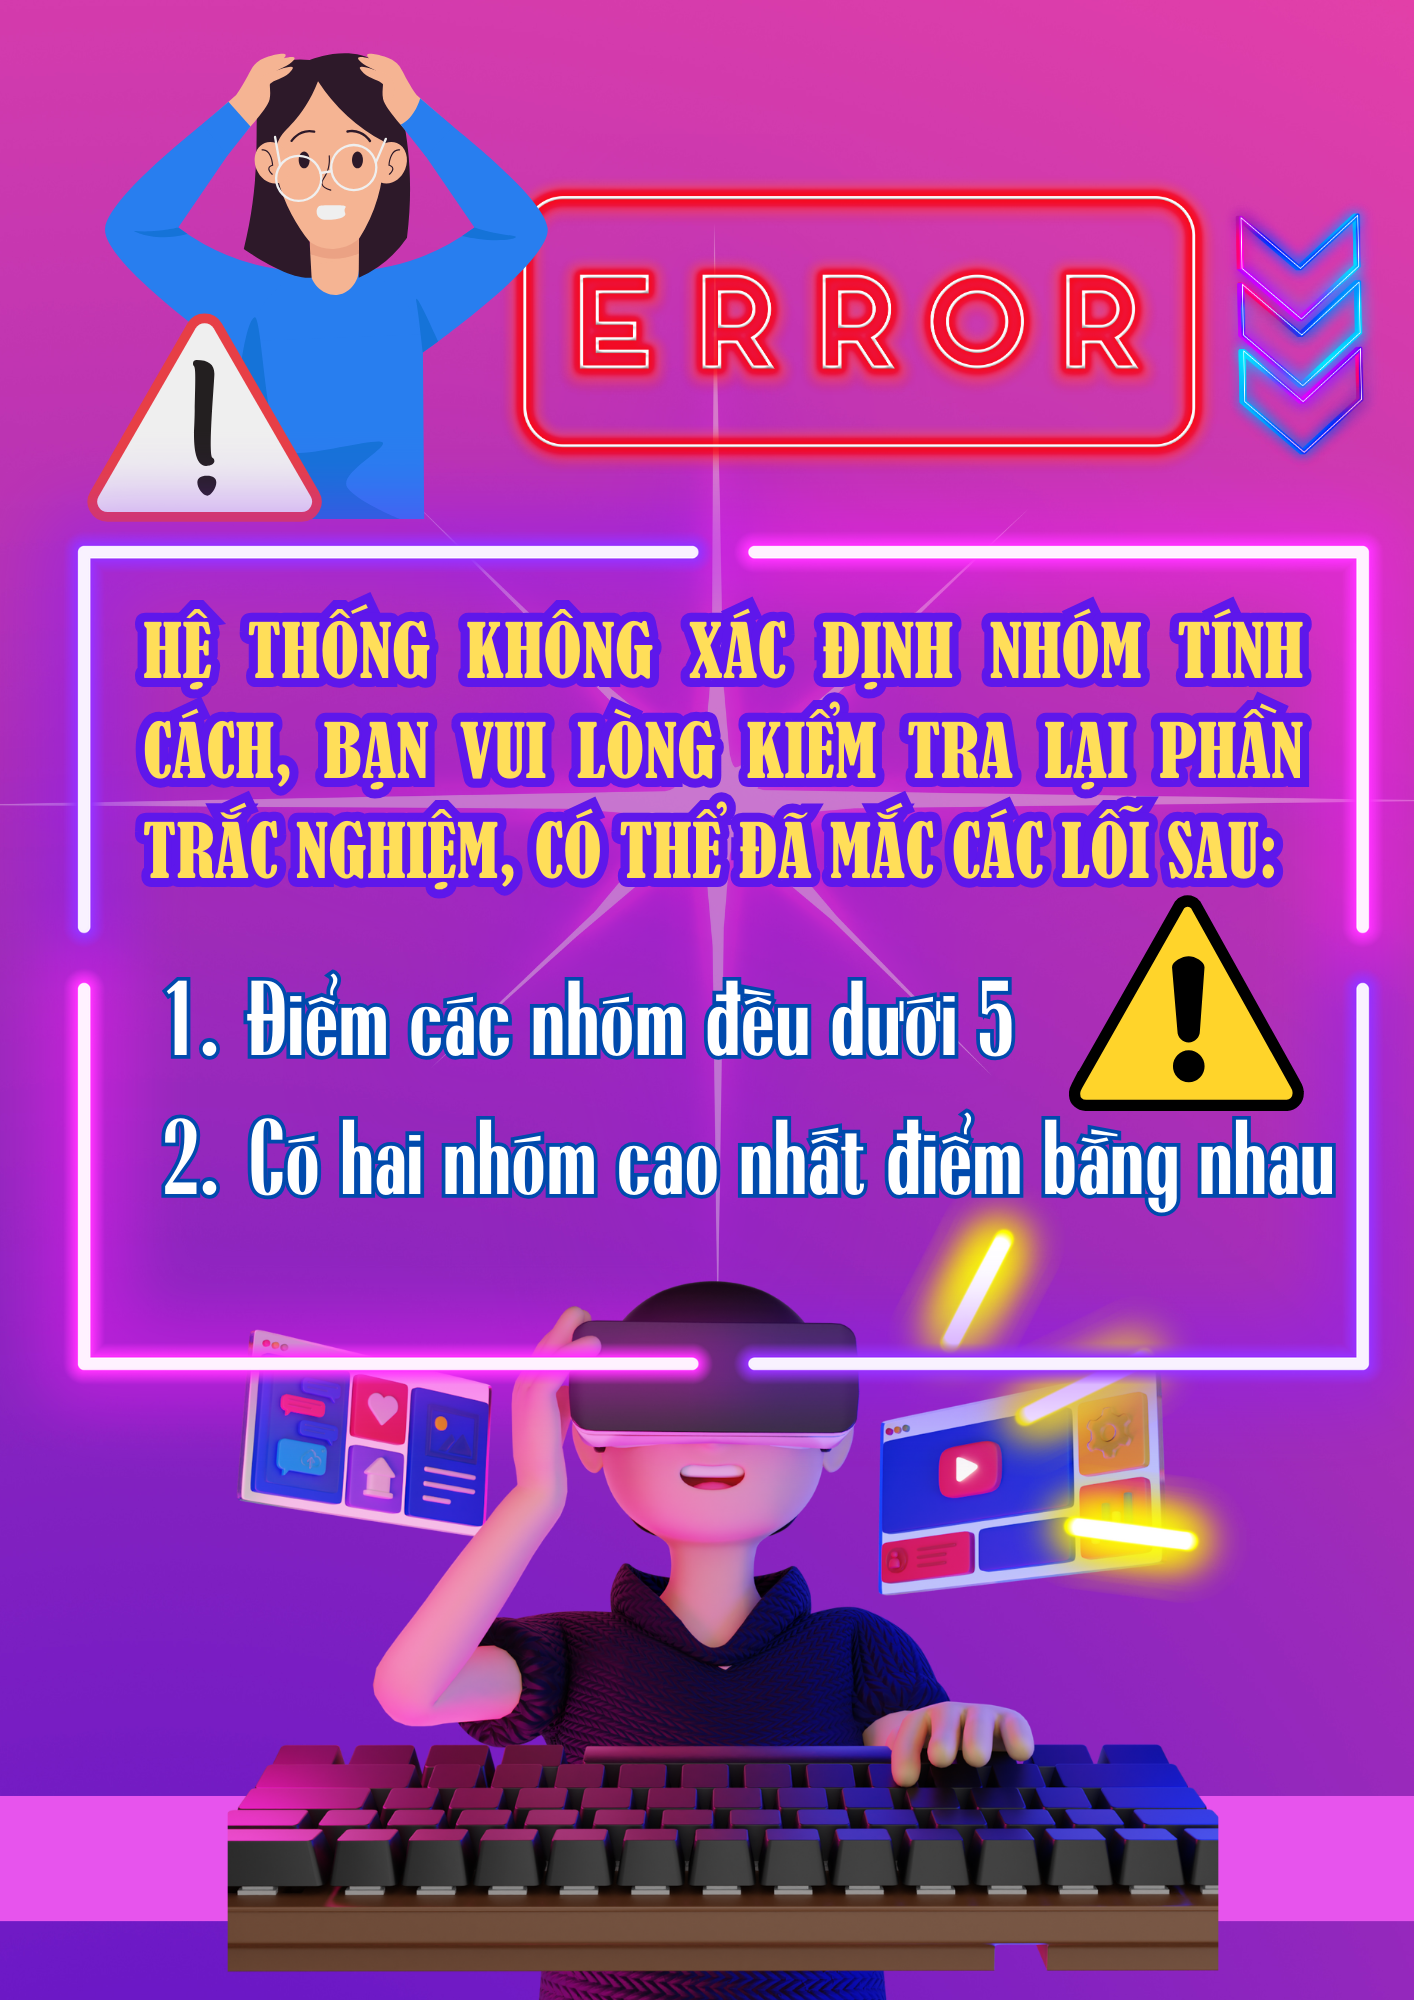 ERROR
HỆ THỐNG KHÔNG XÁC ĐỊNH NHÓM TÍNH
CÁCH, BẠN VUI LÒNG KIỂM TRA LẠI PHẦN
TRẮC NGHIỆM, CÓ THỂ ĐÃ MẮC CÁC LỖI SAU:
1. Điểm các nhóm đều dưới 5
2. Có hai nhóm cao nhất điểm bằng nhau